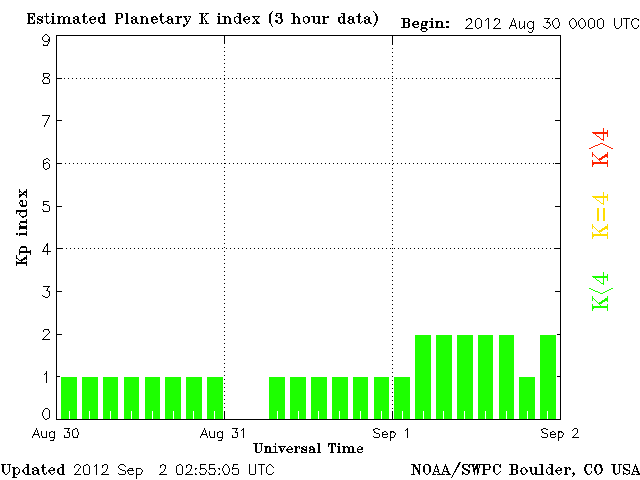 Estimated Planetary K index (3 hour data)
Begin: 2012 Aug 30 0000 UTC
9
8
7
6
5
4
3
2
1
0
Kp index
K>4
K=4
K<4
Aug 30
Aug 31
Sep 1
Sep 2
Universal Time
Updated 2012 Sep 2 02:55:05 UTC
NOAA/SWPC Boulder, CO USA